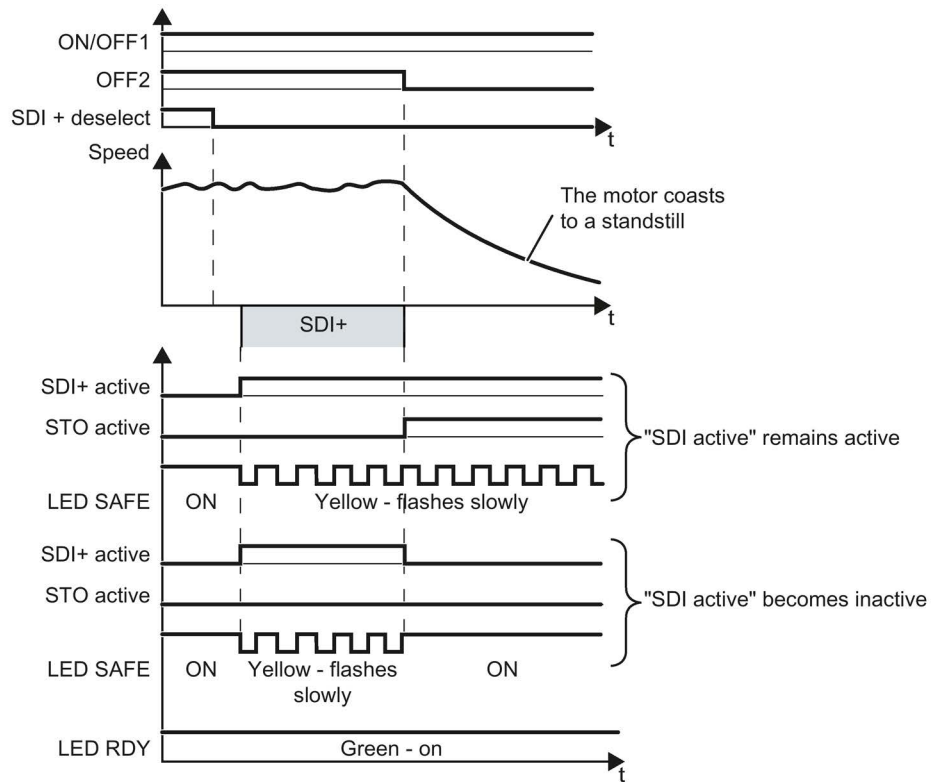 ON/OFF1
OFF2
SDI + deselect
t
Speed
The motor coasts
to a standstill
SDI+
t
SDI+ active
STO active
"SDI active" remains active
LED SAFE
ON
Yellow - flashes slowly
SDI+ active
STO active
"SDI active" becomes inactive
LED SAFE
ON
Yellow - flashes
slowly
ON
LED RDY
Green - on
t